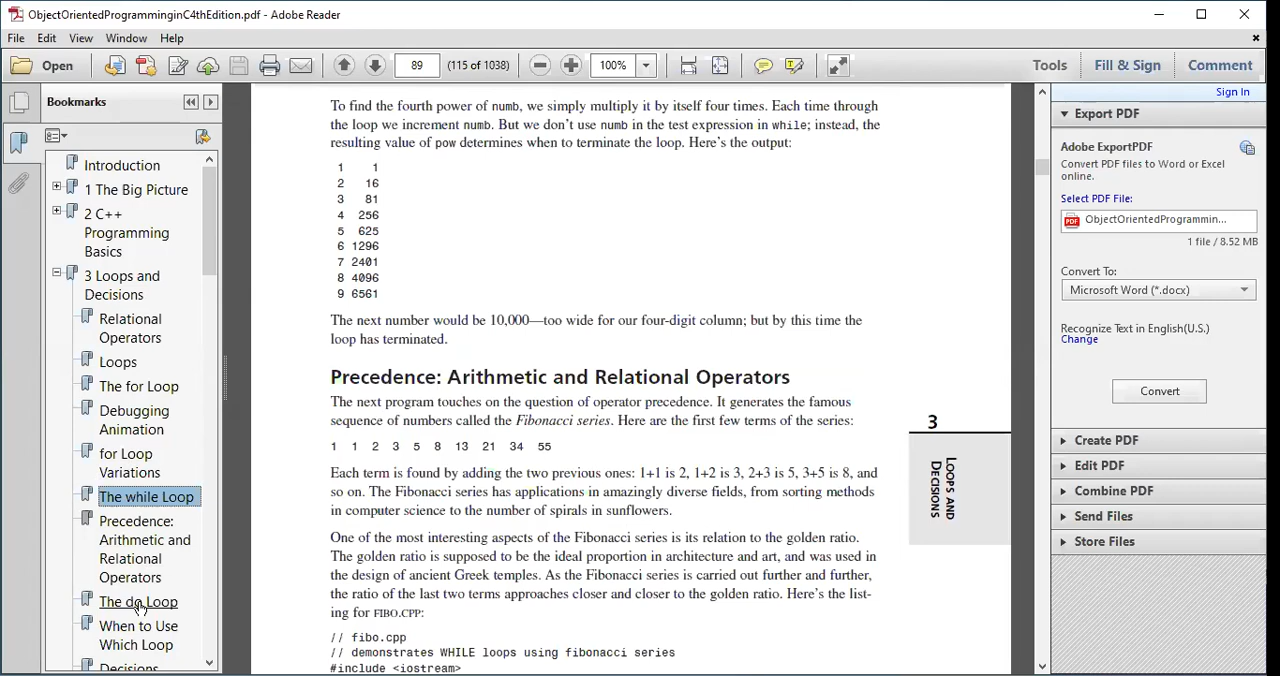 ObjectOrientedProgramminginC4thEdition.pdf - Adobe Reader
File Edit View Window Help
Open 89 (115 of 1038) 100% Tools Fill & Sign Comment
Bookmarks
Introduction
1 The Big Picture
2 C++
Programming
Basics
3 Loops and
Decisions
Relational
Operators
Loops
The for Loop
Debugging
Animation
for Loop
Variations
The while Loop
Precedence:
Arithmetic and
Relational
Operators
The do Loop
When to Use
Which Loop
Decisions
To find the fourth power of numb, we simply multiply it by itself four times. Each time through
the loop we increment numb. But we don't use numb in the test expression in while; instead, the
resulting value of pow determines when to terminate the loop. Here's the output:
1 1
2 16
3 81
4 256
5 625
6 1296
7 2401
8 4096
9 6561
The next number would be 10,000—too wide for our four-digit column; but by this time the
loop has terminated.
Precedence: Arithmetic and Relational Operators
The next program touches on the question of operator precedence. It generates the famous
sequence of numbers called the Fibonacci series. Here are the first few terms of the series:
1 1 2 3 5 8 13 21 34 55
Each term is found by adding the two previous ones: 1+1 is 2, 1+2 is 3, 2+3 is 5, 3+5 is 8, and
so on. The Fibonacci series has applications in amazingly diverse fields, from sorting methods
in computer science to the number of spirals in sunflowers.
One of the most interesting aspects of the Fibonacci series is its relation to the golden ratio.
The golden ratio is supposed to be the ideal proportion in architecture and art, and was used in
the design of ancient Greek temples. As the Fibonacci series is carried out further and further,
the ratio of the last two terms approaches closer and closer to the golden ratio. Here's the list-
ing for FIBO.CPP:
// fibo.cpp
// demonstrates WHILE loops using fibonacci series
#include <iostream>
3
LOOPS AND
DECISIONS
Sign In
Export PDF
Adobe ExportPDF
Convert PDF files to Word or Excel
online.
Select PDF File:
PDF ObjectOrientedProgrammin...
1 file / 8.52 MB
Convert To:
Microsoft Word (*.docx)
Recognize Text in English(U.S.)
Change
Convert
Create PDF
Edit PDF
Combine PDF
Send Files
Store Files